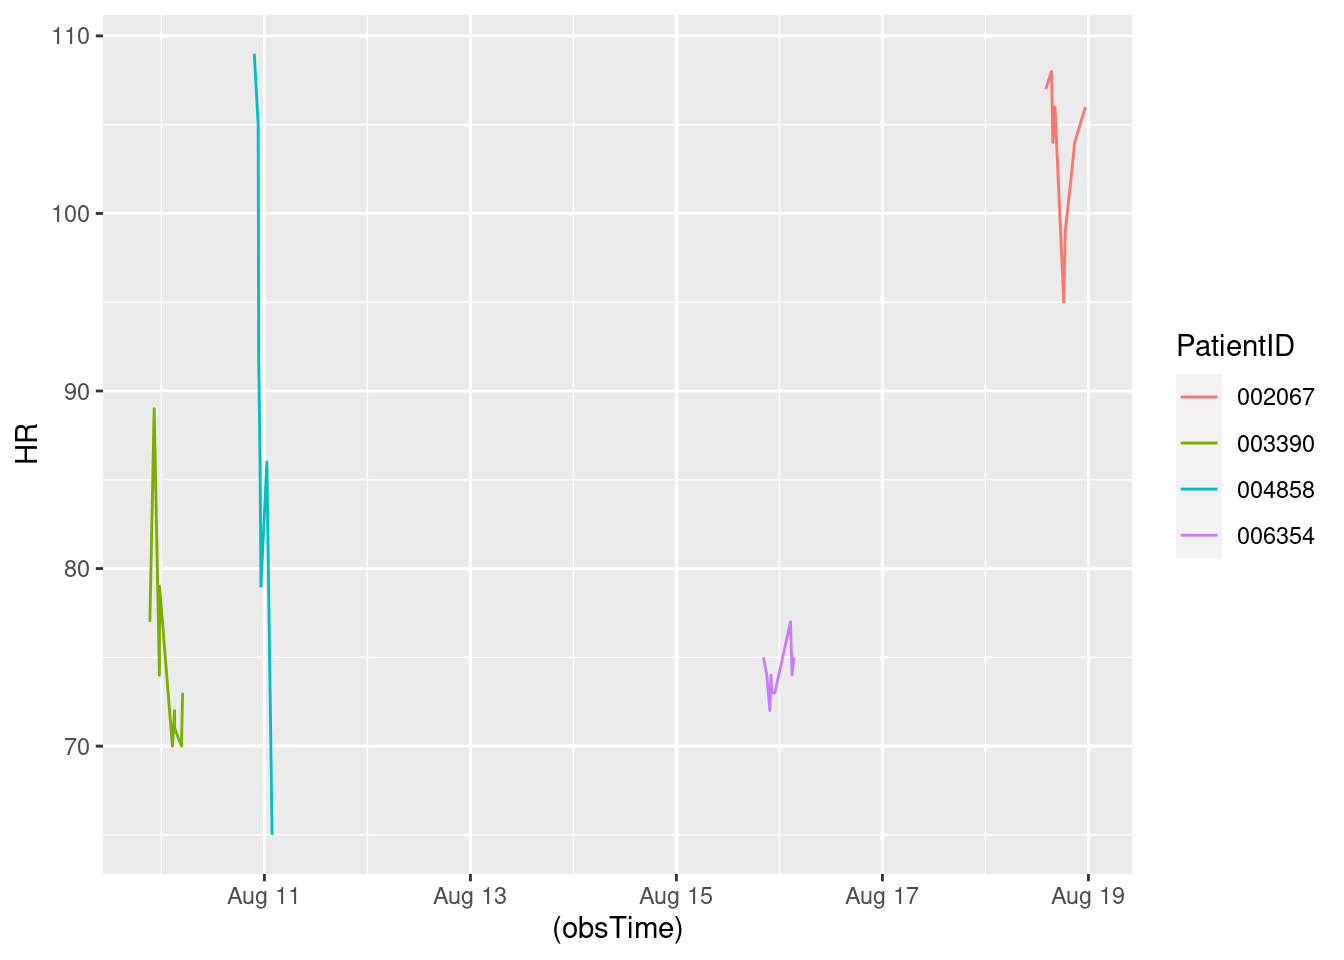 110
100
90
80
70
HR
Aug 11
Aug 13
Aug 15
Aug 17
Aug 19
(obsTime)
PatientID
002067
003390
004858
006354